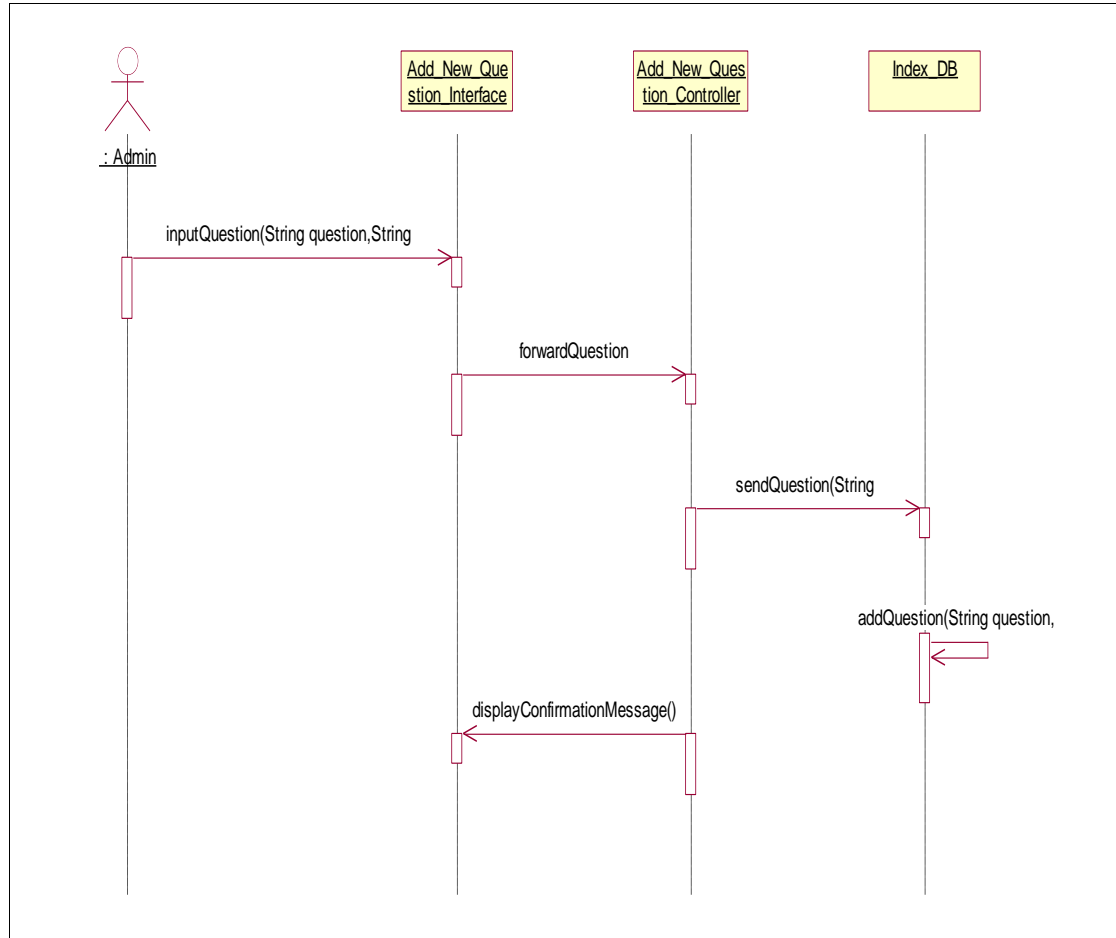 Add_New_Que
stion_Interface
Add_New_Ques
tion_Controller
Index_DB
: Admin
inputQuestion(String question,String
forwardQuestion
sendQuestion(String
addQuestion(String question,
displayConfirmationMessage()